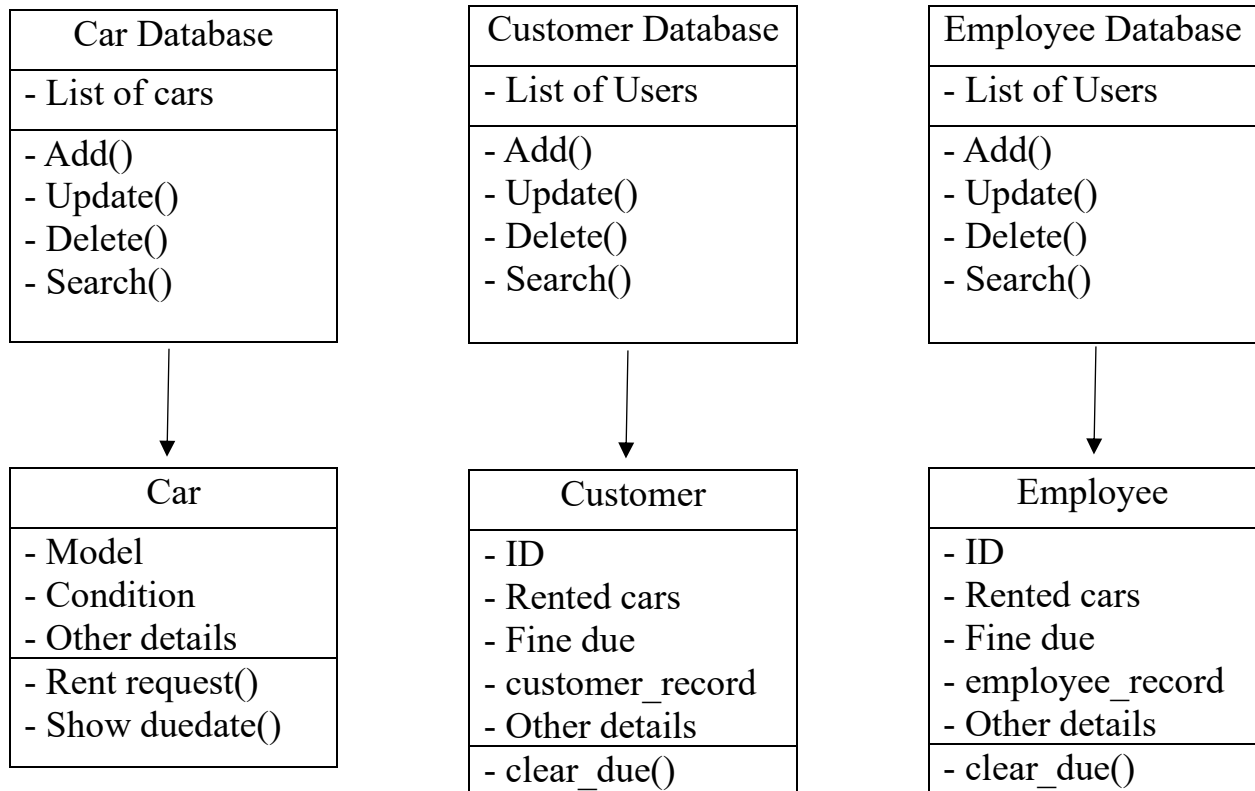 Car Database
- List of cars
- Add()
- Update()
- Delete()
- Search()
Customer Database
- List of Users
- Add()
- Update()
- Delete()
- Search()
Employee Database
- List of Users
- Add()
- Update()
- Delete()
- Search()
Car
- Model
- Condition
- Other details
- Rent request()
- Show duedate()
Customer
- ID
- Rented cars
- Fine due
- customer_record
- Other details
- clear_due()
Employee
- ID
- Rented cars
- Fine due
- employee_record
- Other details
- clear_due()